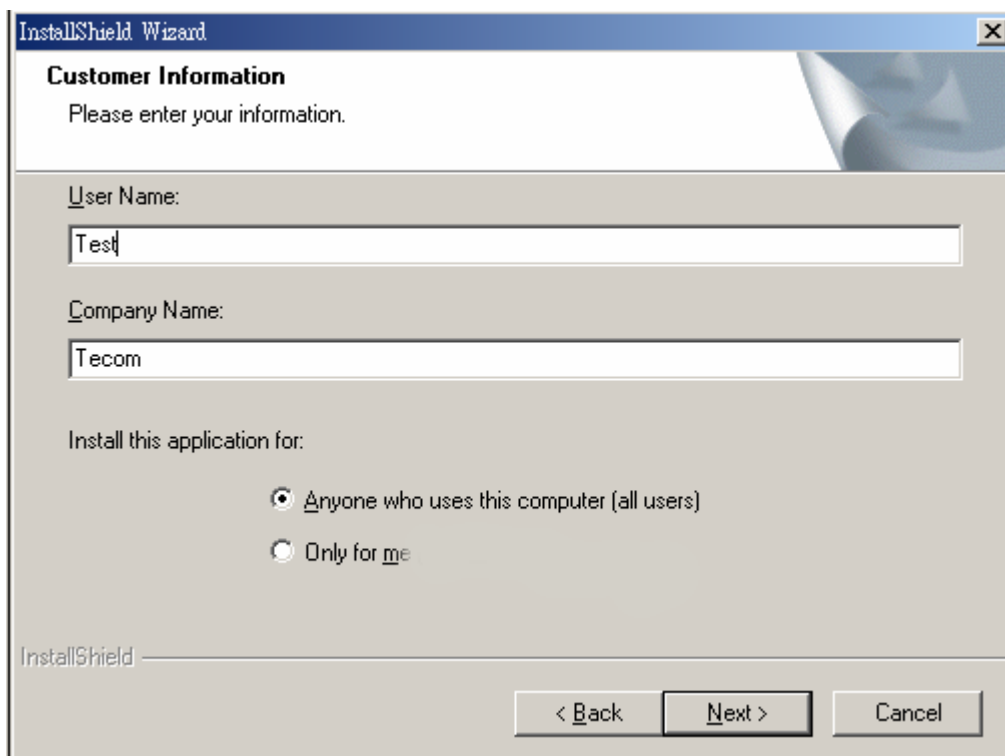 InstallShield Wizard
Customer Information
Please enter your information.
User Name:
Test
Company Name:
Tecom
Install this application for:
Anyone who uses this computer (all users)
Only for me
InstallShield
< Back
Next >
Cancel